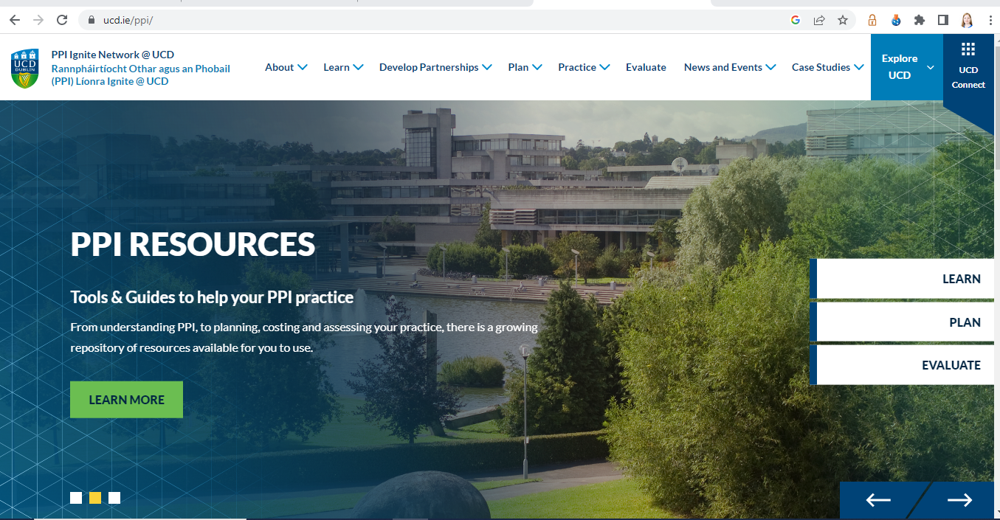 ucd.ie/ppi/
UCD
DUBLIN
PPI Ignite Network @ UCD
Rannpháirtíocht Othar agus an Phobail
(PPI) Líonra Ignite @ UCD
About
Learn
Develop Partnerships
Plan
Practice
Evaluate
News and Events
Case Studies
Explore
UCD
UCD
Connect
PPI RESOURCES
Tools & Guides to help your PPI practice
From understanding PPI, to planning, costing and assessing your practice, there is a growing
repository of resources available for you to use.
LEARN MORE
LEARN
PLAN
EVALUATE